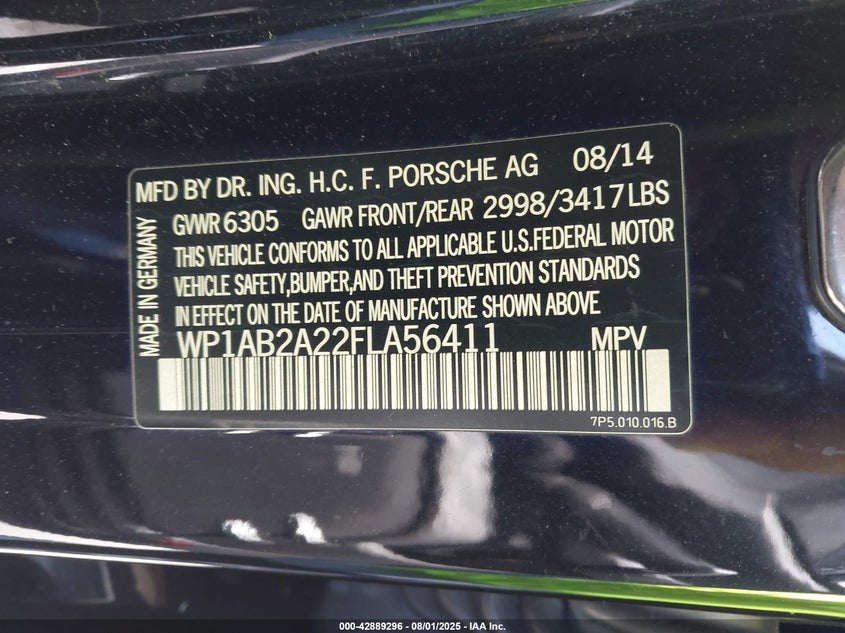 MFD BY DR. ING. H.C. F. PORSCHE AG 08/14
GVWR 6305 GAWR FRONT/REAR 2998/3417 LBS
THIS VEHICLE CONFORMS TO ALL APPLICABLE U.S.FEDERAL MOTOR
VEHICLE SAFETY,BUMPER,AND THEFT PREVENTION STANDARDS
IN EFFECT ON THE DATE OF MANUFACTURE SHOWN ABOVE
WP1AB2A22FLA56411 MPV
MADE IN GERMANY
7P5.010.016.B
000-42889296 - 08/01/2025 - IAA Inc.